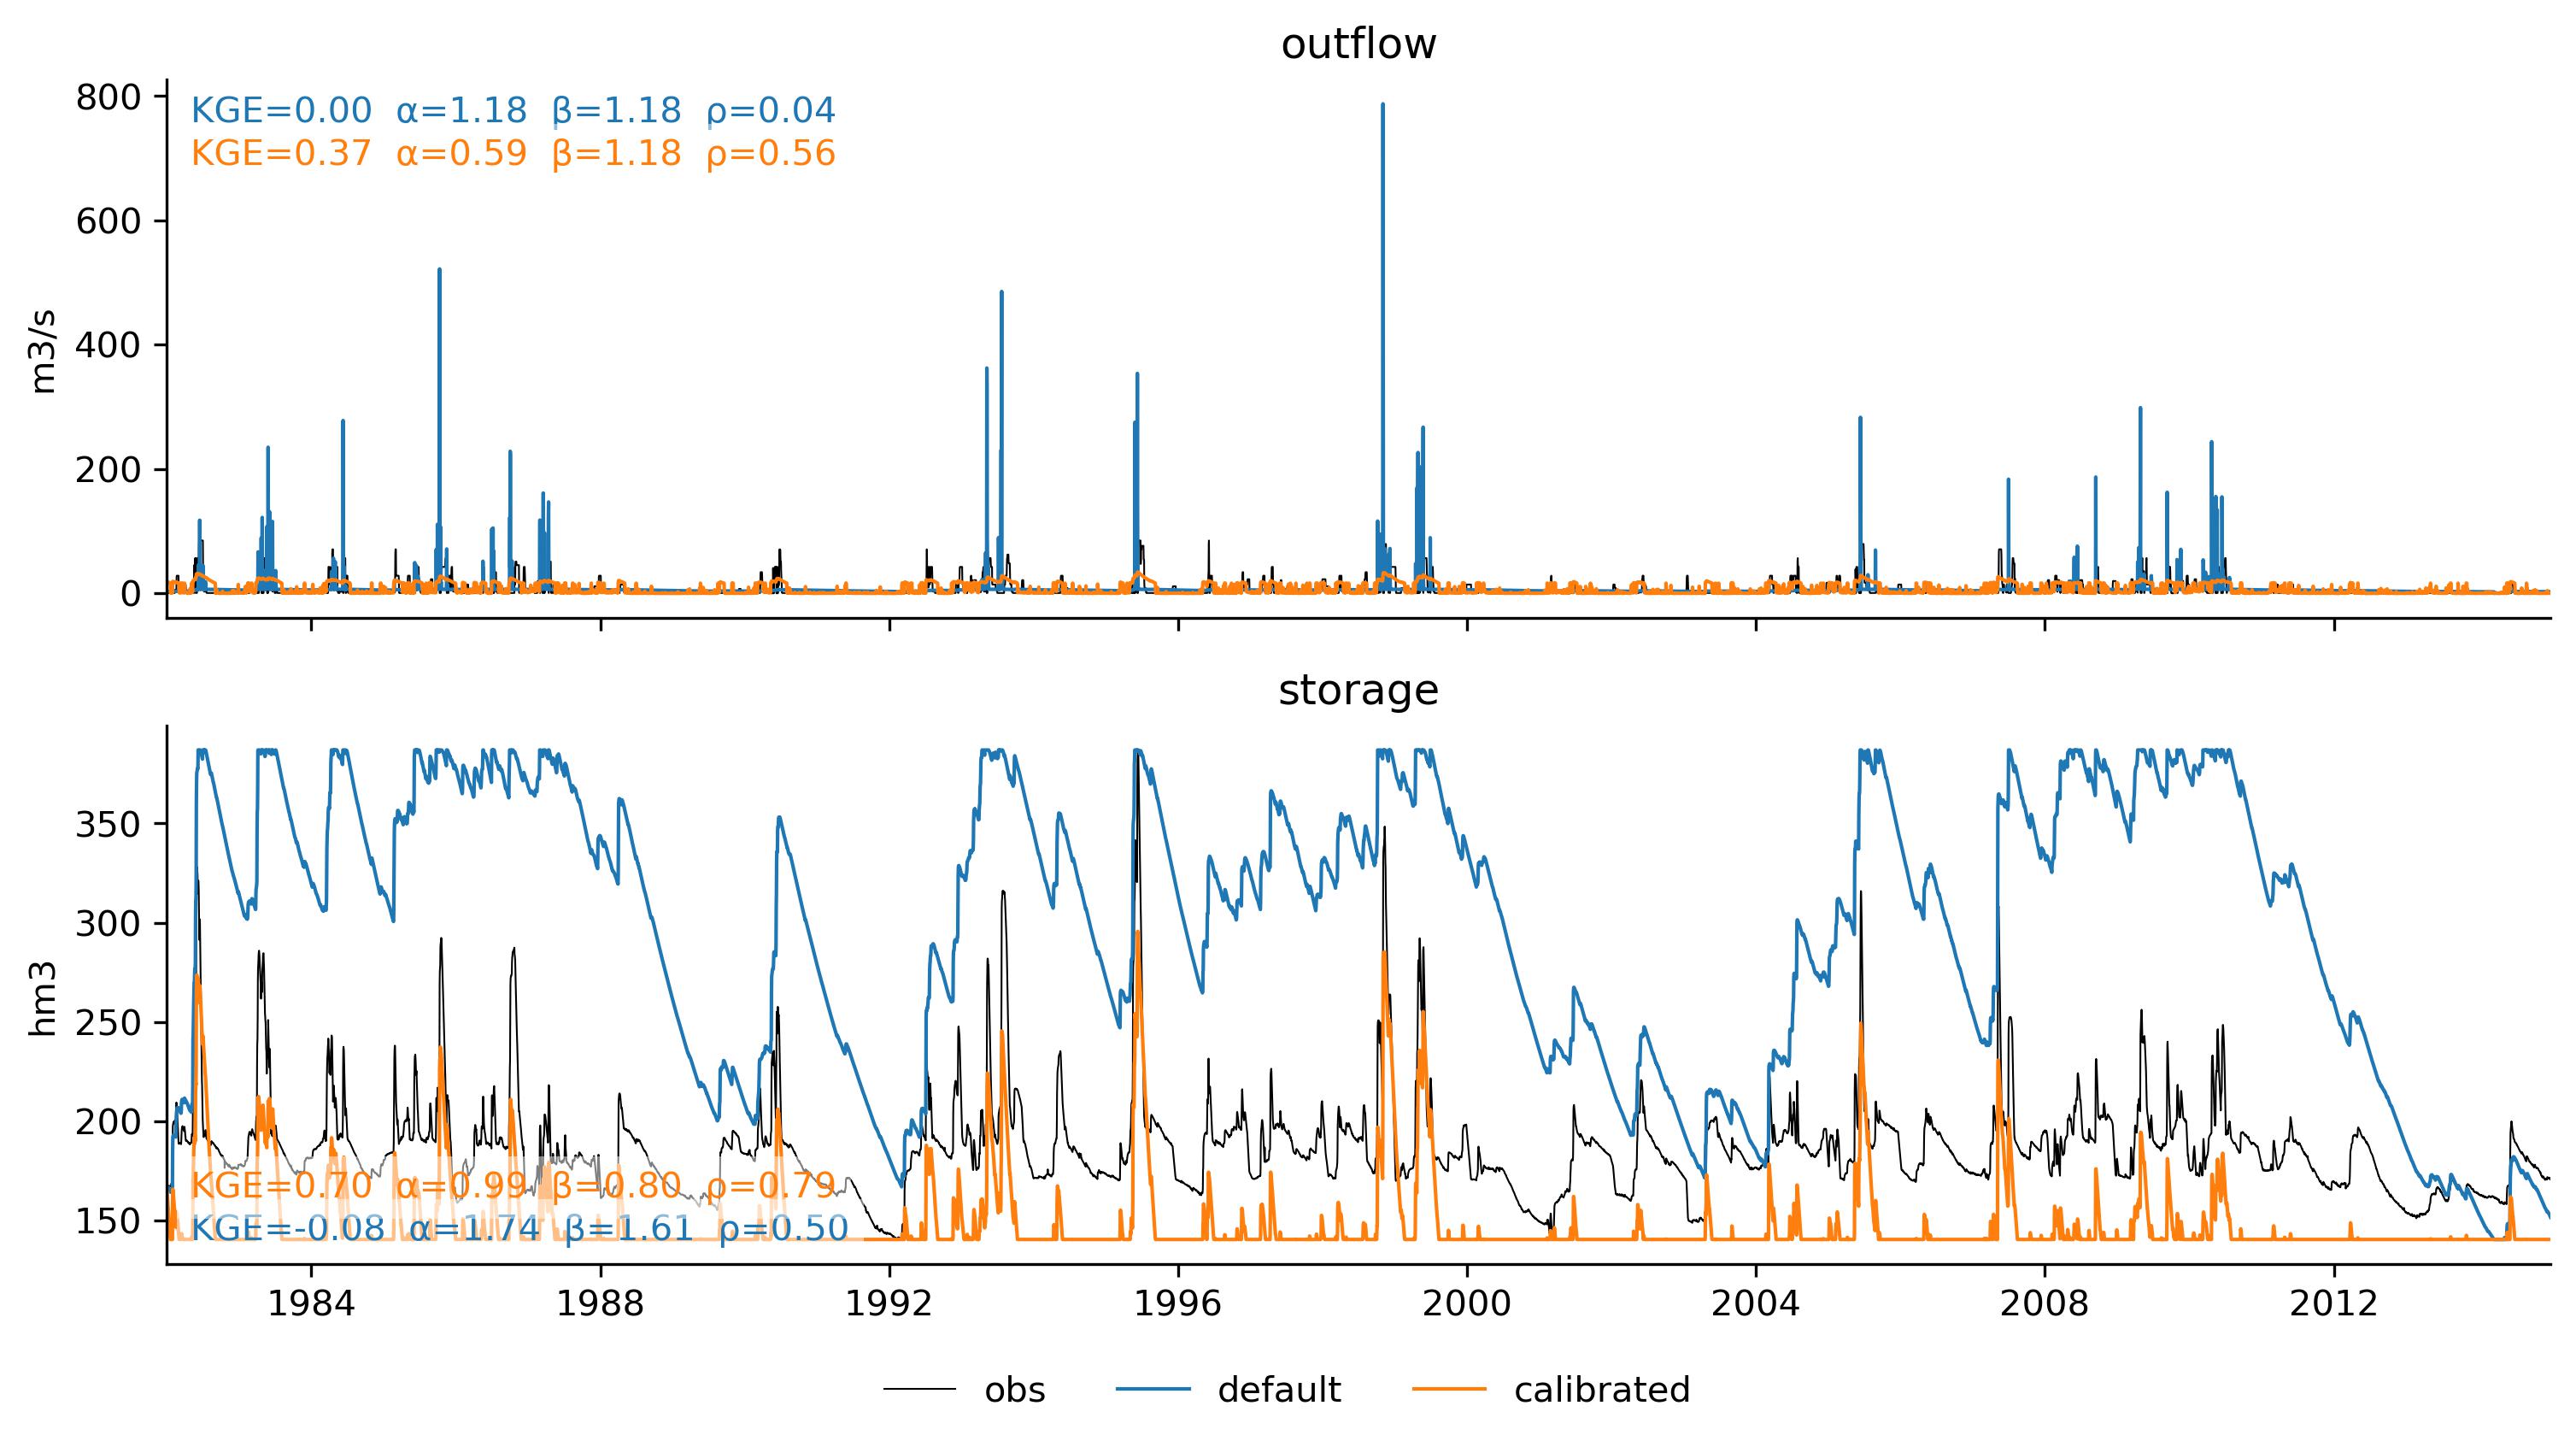 outflow
800
600
400
200
0
m3/s
KGE=0.00 α=1.18 β=1.18 ρ=0.04
KGE=0.37 α=0.59 β=1.18 ρ=0.56
storage
350
300
250
200
150
hm3
KGE=0.70 α=0.99 β=0.80 ρ=0.79
KGE=-0.08 α=1.74 β=1.61 ρ=0.50
1984 1988 1992 1996 2000 2004 2008 2012
obs default calibrated